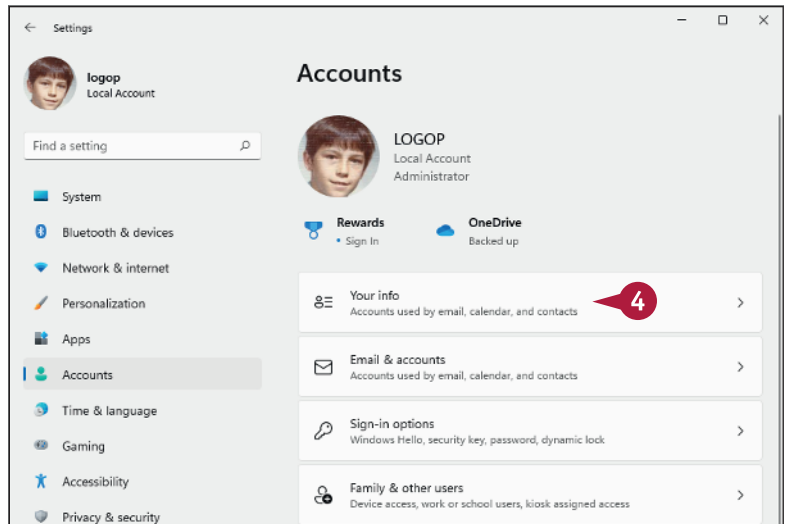 Settings
logop
Local Account
Find a setting
System
Bluetooth & devices
Network & internet
Personalization
Apps
Accounts
Time & language
Gaming
Accessibility
Privacy & security
Accounts
LOGOP
Local Account
Administrator
Rewards
• Sign In
OneDrive
Backed up
Your info
Accounts used by email, calendar, and contacts
4
Email & accounts
Accounts used by email, calendar, and contacts
Sign-in options
Windows Hello, security key, password, dynamic lock
Family & other users
Device access, work or school users, kiosk assigned access